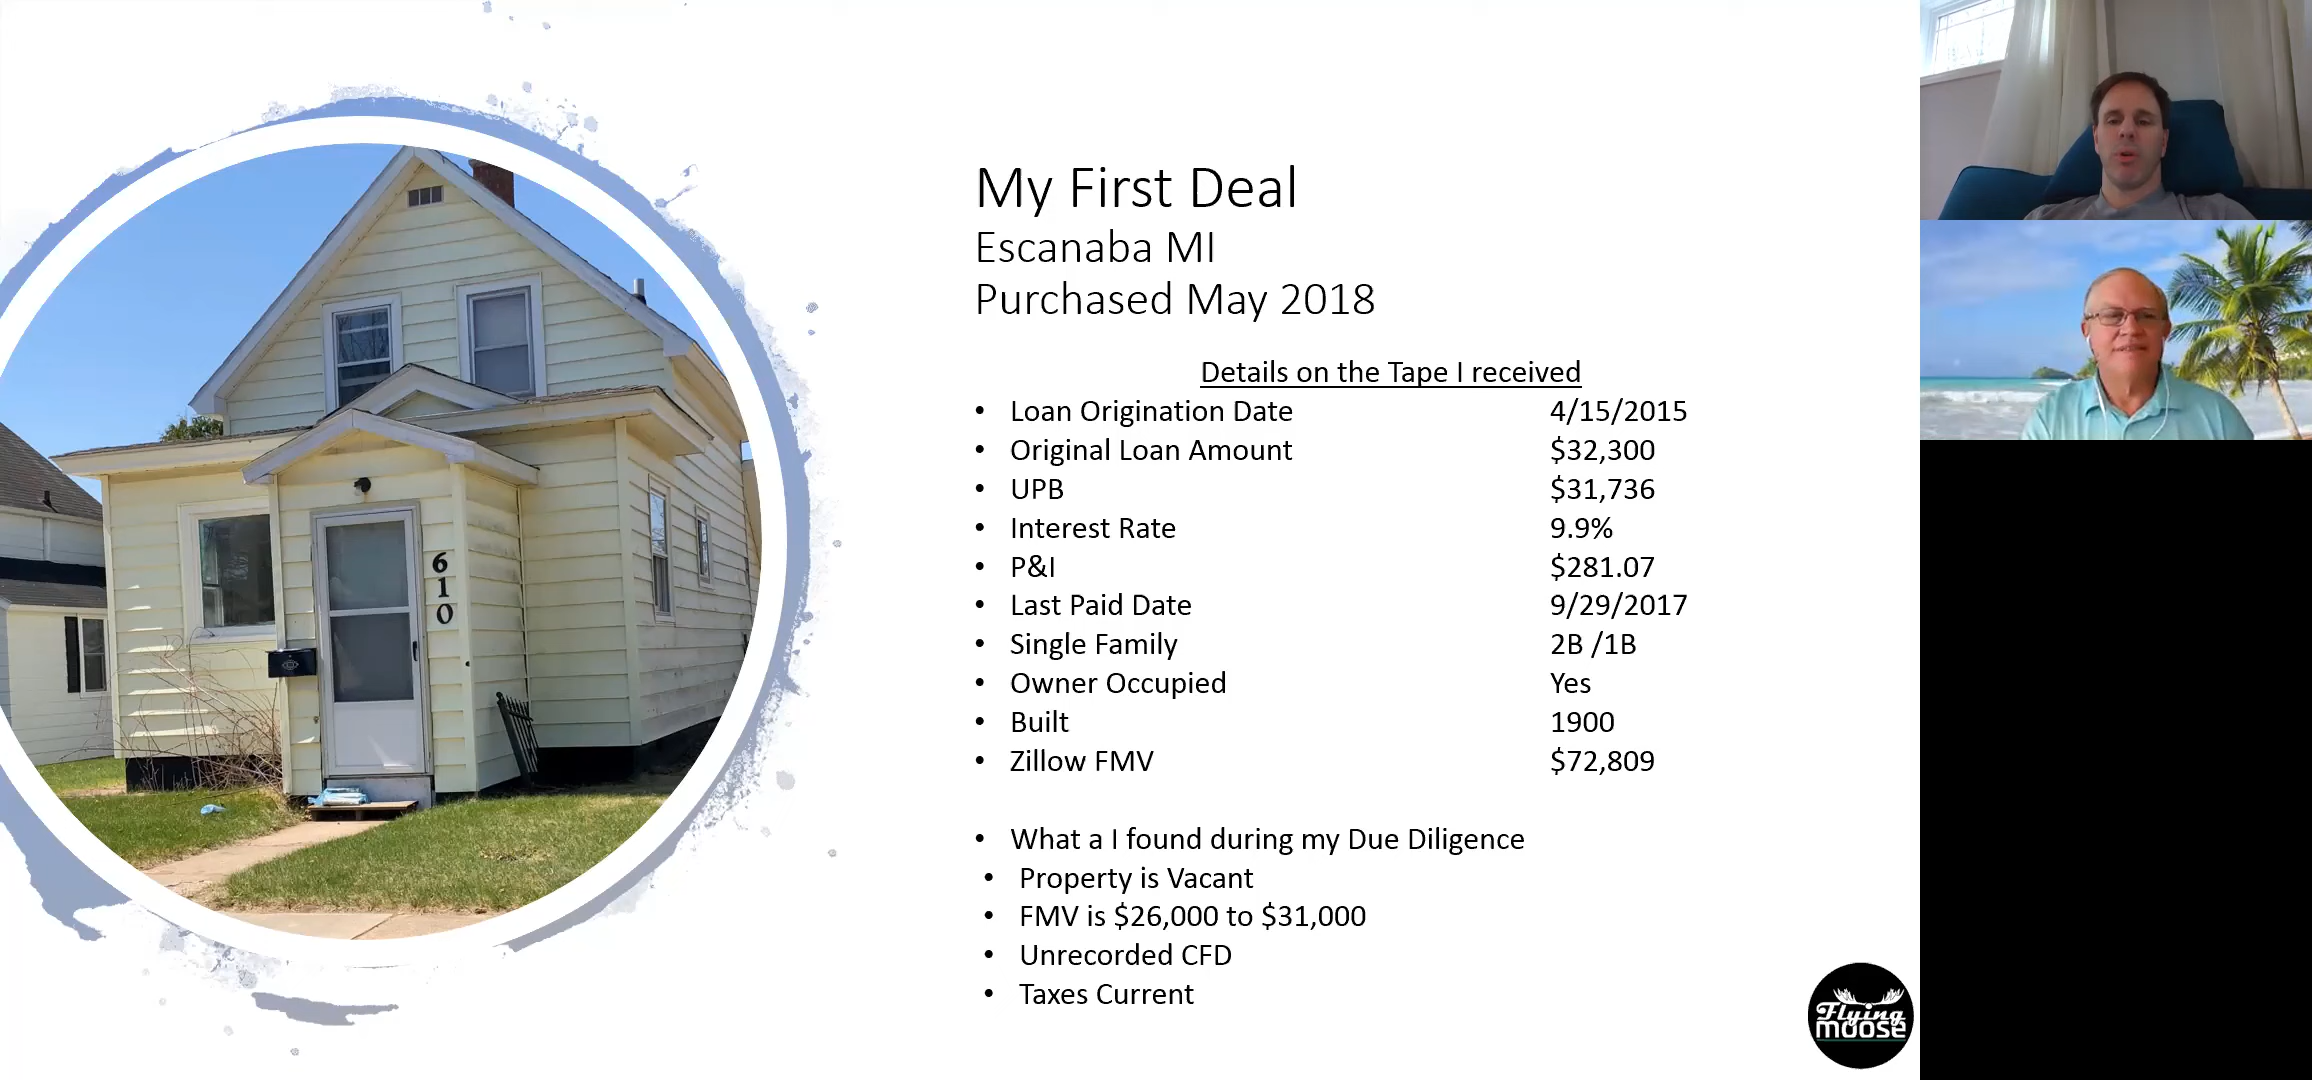 My First Deal
Escanaba MI
Purchased May 2018
Details on the Tape I received
• Loan Origination Date 4/15/2015
• Original Loan Amount $32,300
• UPB $31,736
• Interest Rate 9.9%
• P&I $281.07
• Last Paid Date 9/29/2017
• Single Family 2B /1B
• Owner Occupied Yes
• Built 1900
• Zillow FMV $72,809
• What a I found during my Due Diligence
• Property is Vacant
• FMV is $26,000 to $31,000
• Unrecorded CFD
• Taxes Current
610
Flying
moose